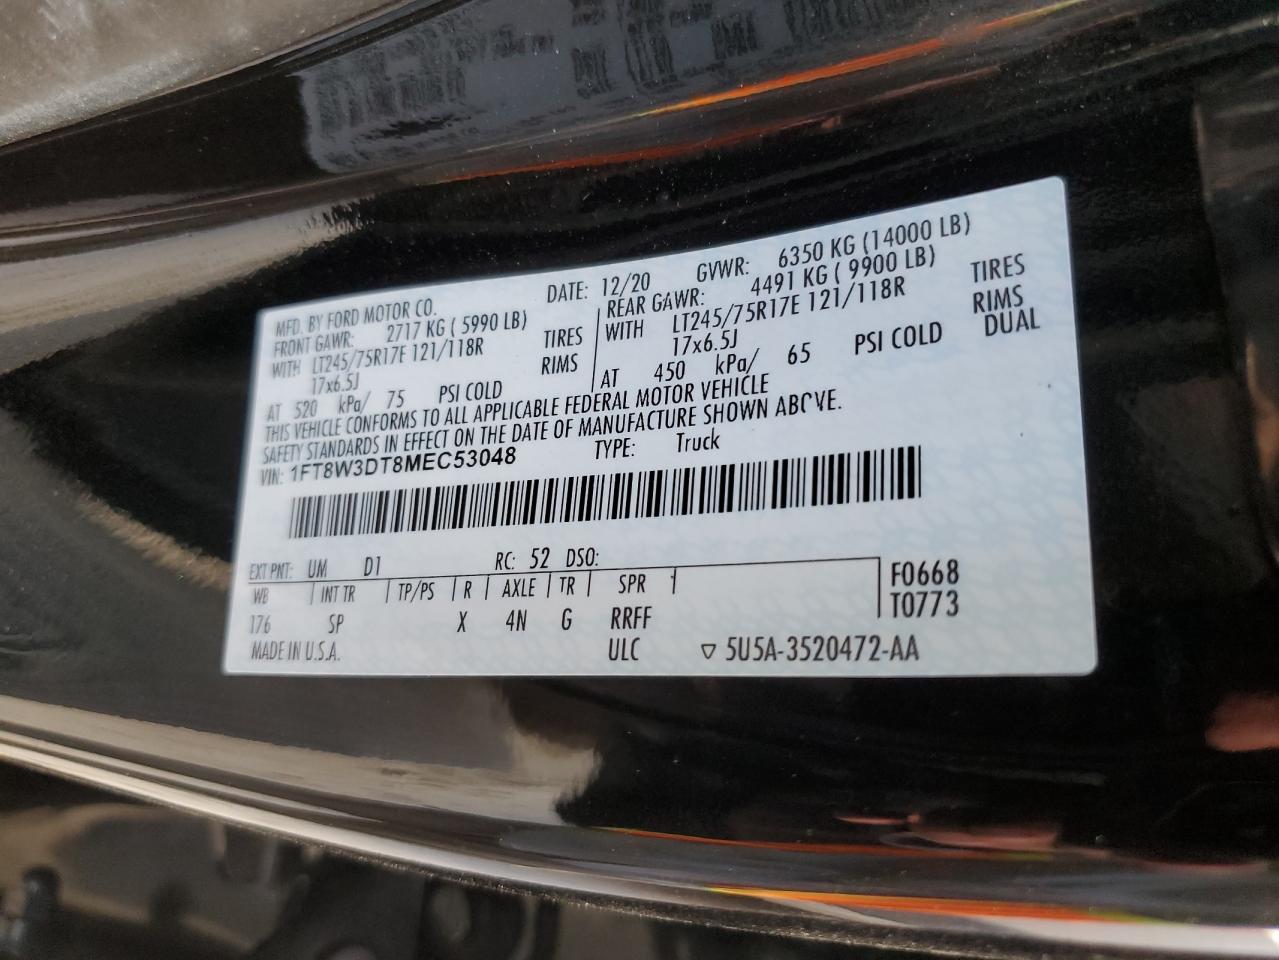 MFD. BY FORD MOTOR CO. DATE: 12/20 GVWR: 6350 KG (14000 LB)
FRONT GAWR: 2717 KG ( 5990 LB) REAR GAWR: 4491 KG ( 9900 LB)
WITH LT245/75R17E 121/118R TIRES WITH LT245/75R17E 121/118R TIRES
17x6.5J RIMS 17x6.5J RIMS
AT 520 kPa/ 75 PSI COLD AT 450 kPa/ 65 PSI COLD DUAL
THIS VEHICLE CONFORMS TO ALL APPLICABLE FEDERAL MOTOR VEHICLE
SAFETY STANDARDS IN EFFECT ON THE DATE OF MANUFACTURE SHOWN ABOVE.
VIN: 1FT8W3DT8MEC53048 TYPE: Truck
EXT PNT: UM D1 RC: 52 DSO:
WB INT TR TP/PS R AXLE TR SPR F0668
176 SP X 4N G RRFF T0773
MADE IN U.S.A. ULC ▽ 5U5A-3520472-AA